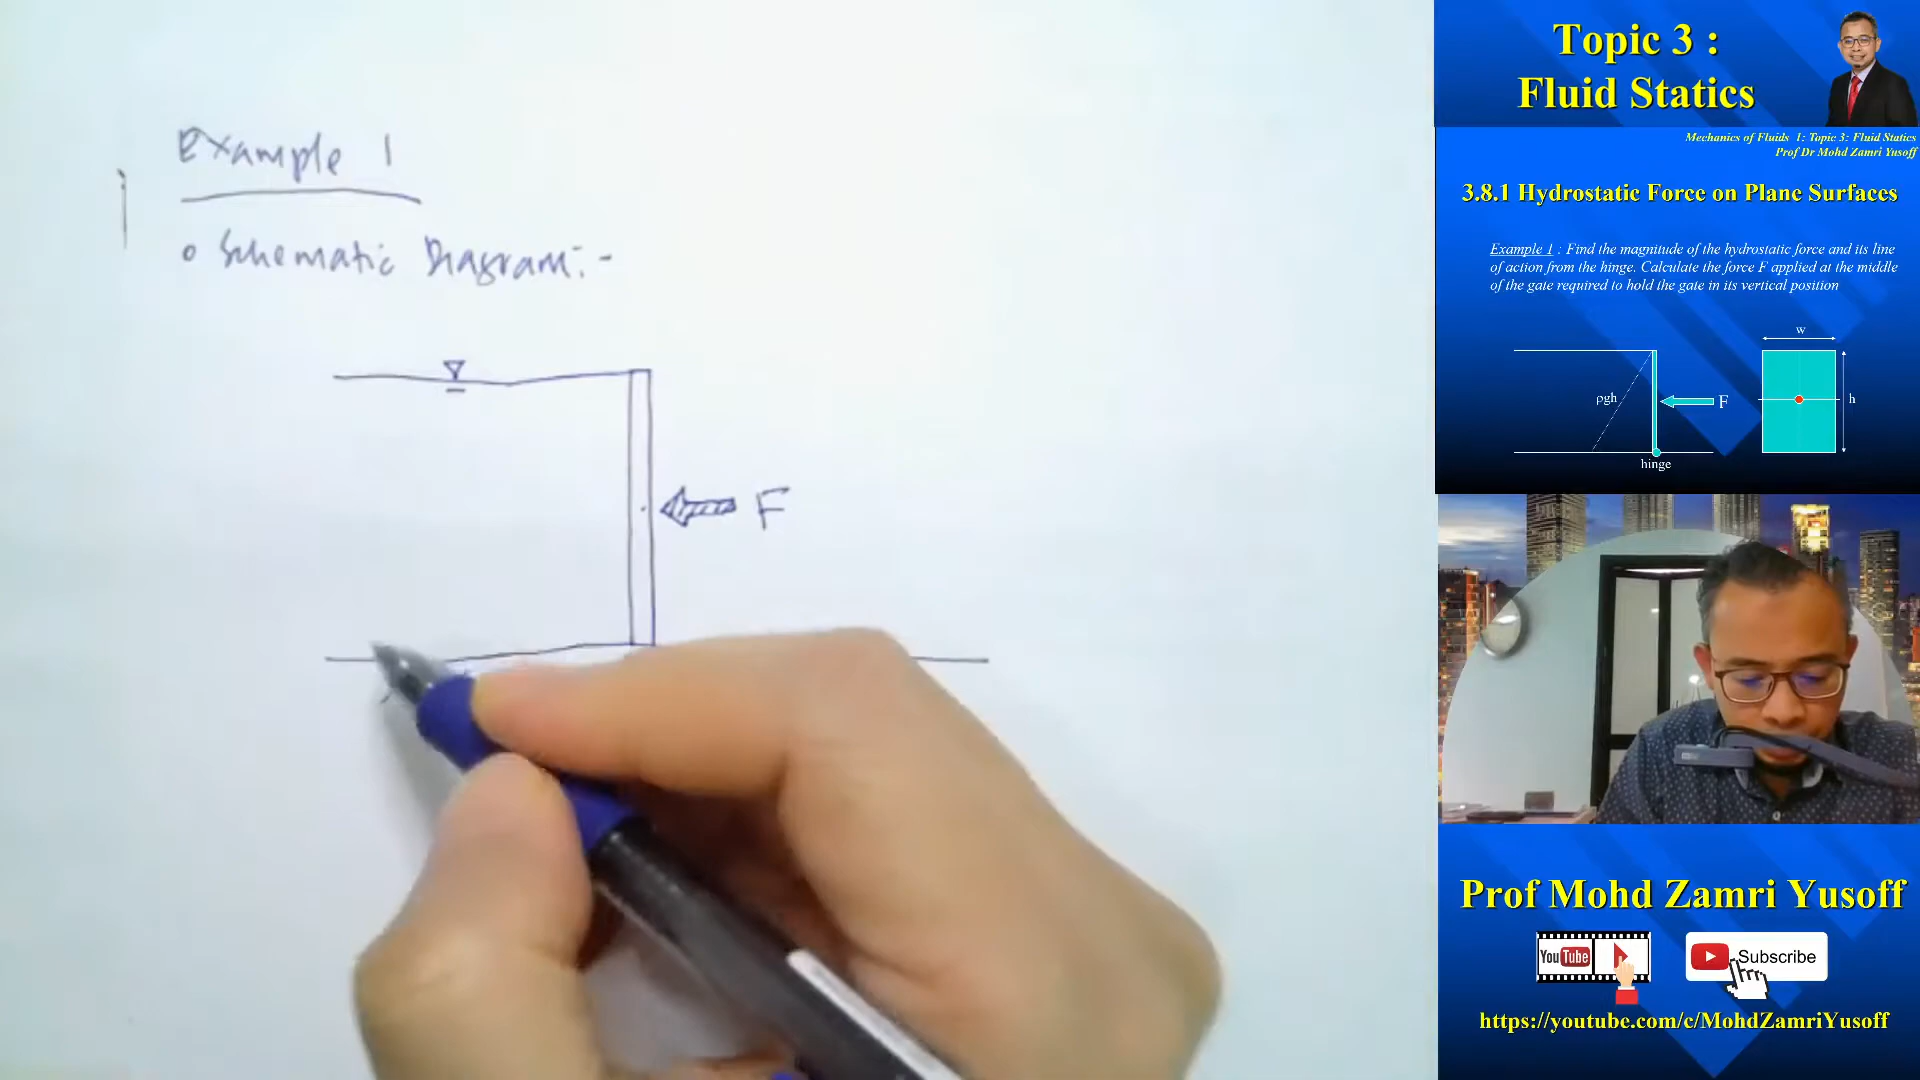 Example 1
o Schematic Diagram:-
F
Topic 3 :
Fluid Statics
Mechanics of Fluids 1: Topic 3: Fluid Statics
Prof Dr Mohd Zamri Yusoff
3.8.1 Hydrostatic Force on Plane Surfaces
Example 1 : Find the magnitude of the hydrostatic force and its line
of action from the hinge. Calculate the force F applied at the middle
of the gate required to hold the gate in its vertical position
w
ρgh
F
h
hinge
Prof Mohd Zamri Yusoff
YouTube
Subscribe
https://youtube.com/c/MohdZamriYusoff